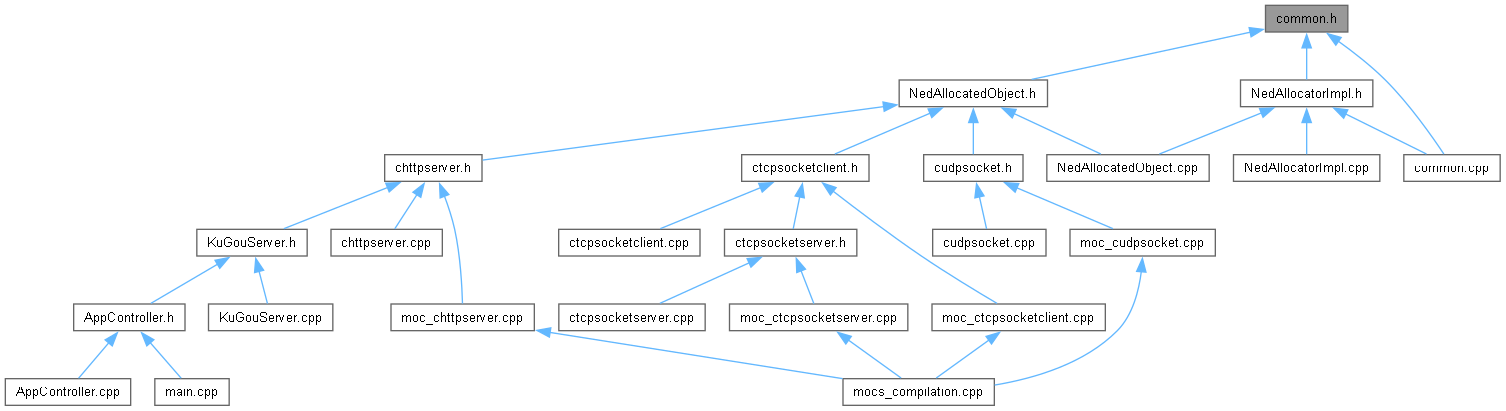 common.h
NedAllocatedObject.h
NedAllocatorImpl.h
chttpserver.h
ctcpsocketclient.h
cudpsocket.h
NedAllocatedObject.cpp
NedAllocatorImpl.cpp
common.cpp
KuGouServer.h
chttpserver.cpp
ctcpsocketclient.cpp
ctcpsocketserver.h
cudpsocket.cpp
moc_cudpsocket.cpp
AppController.h
KuGouServer.cpp
moc_chttpserver.cpp
ctcpsocketserver.cpp
moc_ctcpsocketserver.cpp
moc_ctcpsocketclient.cpp
AppController.cpp
main.cpp
mocs_compilation.cpp